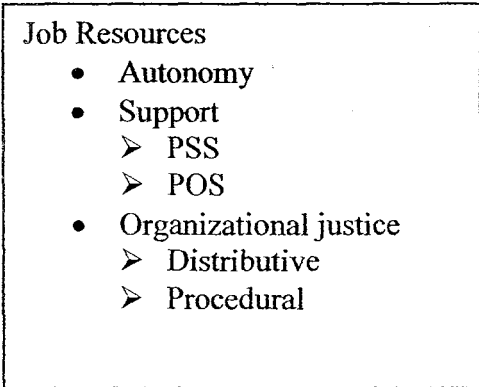 Job Resources
• Autonomy
• Support
➢ PSS
➢ POS
• Organizational justice
➢ Distributive
➢ Procedural